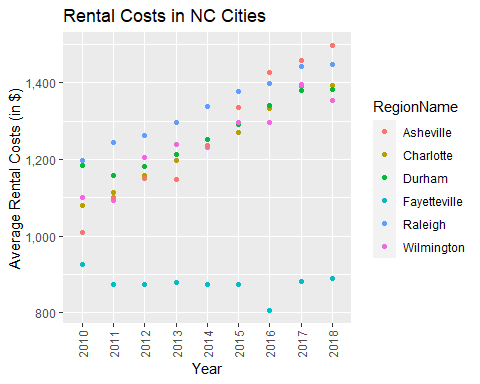 Rental Costs in NC Cities
Average Rental Costs (in $)
1,400
1,200
1,000
800
2010
2011
2012
2013
2014
2015
2016
2017
2018
Year
RegionName
Asheville
Charlotte
Durham
Fayetteville
Raleigh
Wilmington